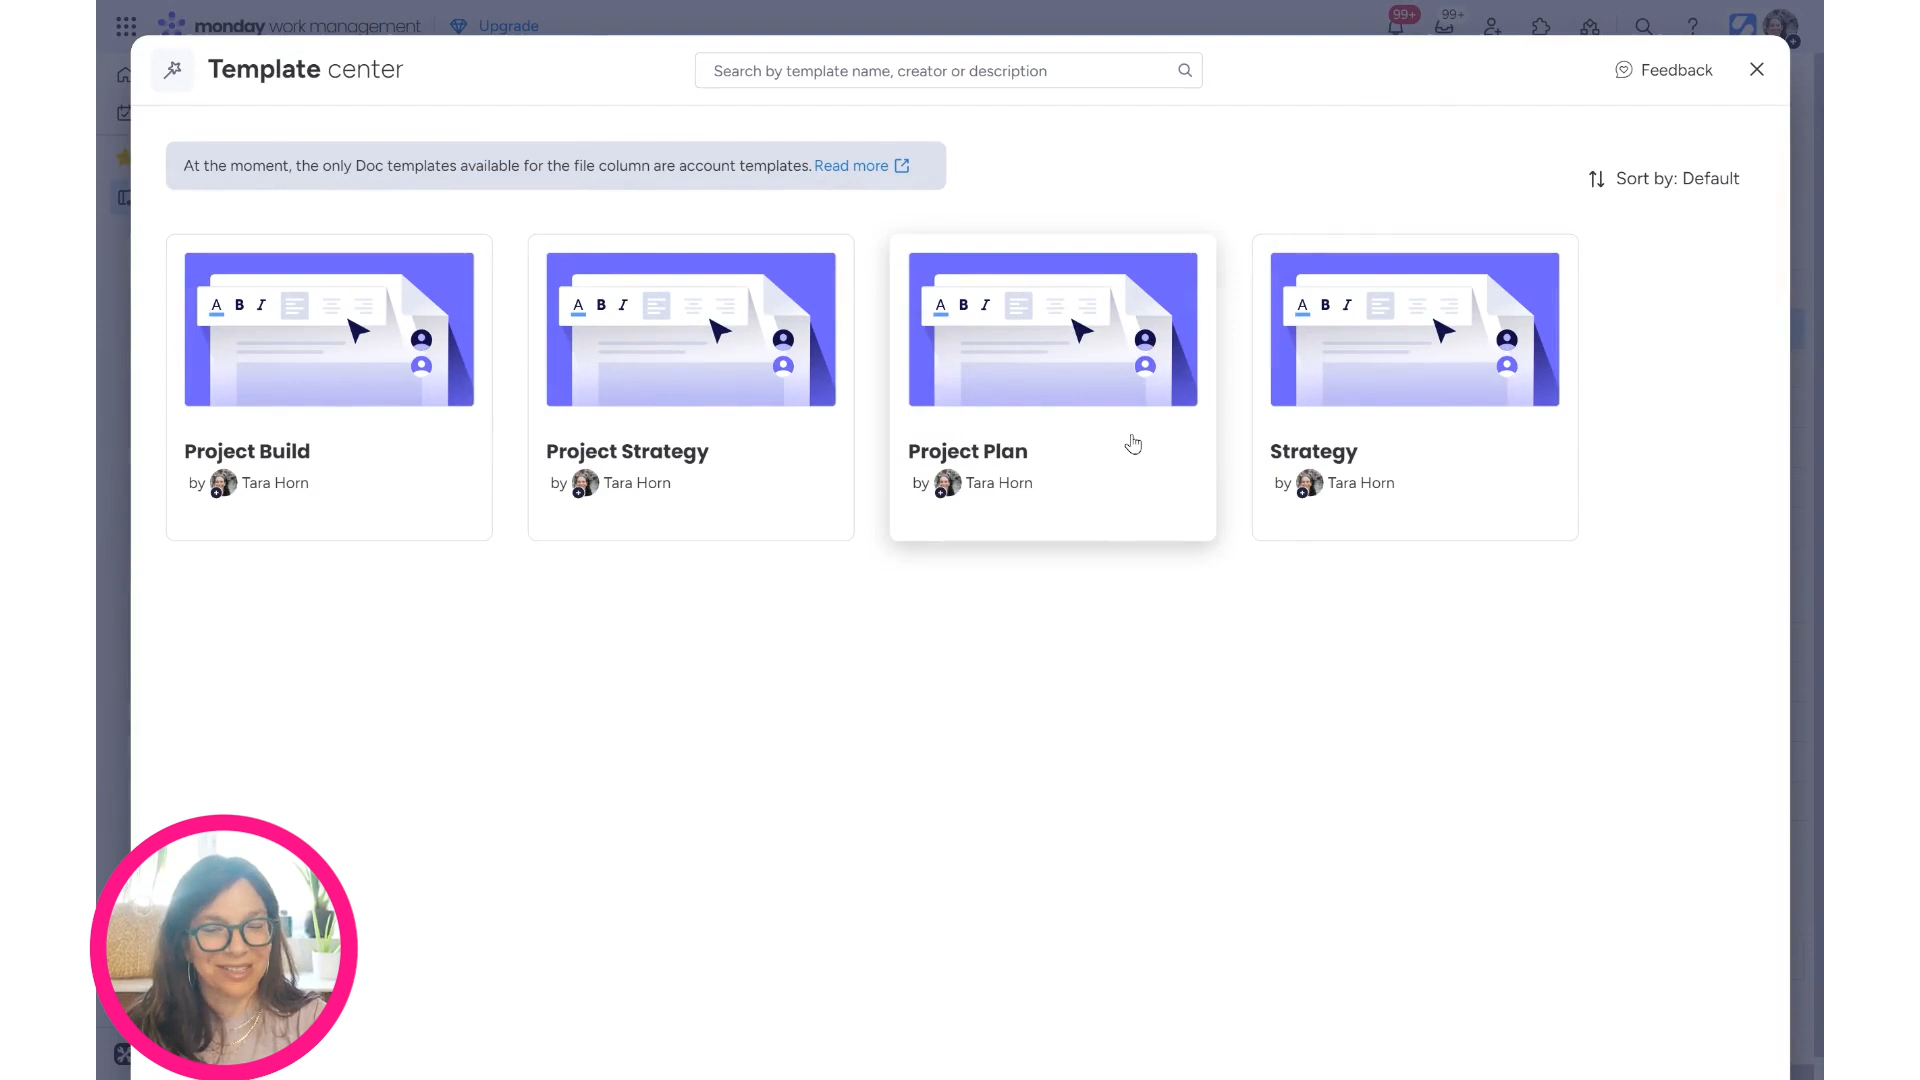 monday work management
Upgrade
99+
99+
Template center
Search by template name, creator or description
Feedback
At the moment, the only Doc templates available for the file column are account templates. Read more
Sort by: Default
A B I
A B I
A B I
A B I
Project Build
by Tara Horn
Project Strategy
by Tara Horn
Project Plan
by Tara Horn
Strategy
by Tara Horn